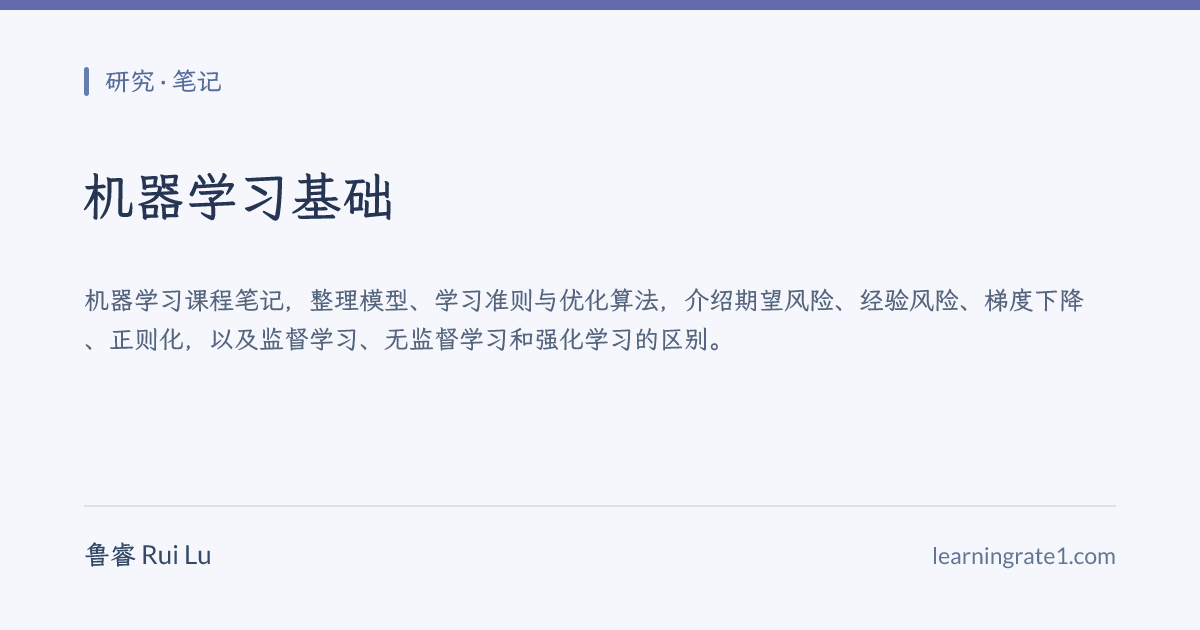 研究 · 笔记
机器学习基础
机器学习课程笔记，整理模型、学习准则与优化算法，介绍期望风险、经验风险、梯度下降
、正则化，以及监督学习、无监督学习和强化学习的区别。
鲁睿 Rui Lu
learningrate1.com